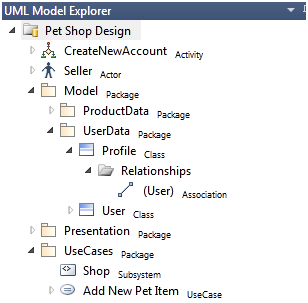 UML Model Explorer
Pet Shop Design
CreateNewAccount Activity
Seller Actor
Model Package
ProductData Package
UserData Package
Profile Class
Relationships
(User) Association
User Class
Presentation Package
UseCases Package
Shop Subsystem
Add New Pet Item UseCase